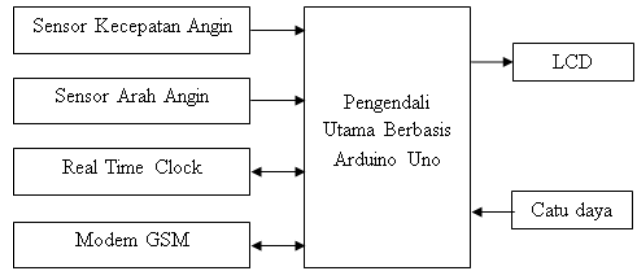 Sensor Kecepatan Angin
Sensor Arah Angin
Real Time Clock
Modem GSM
Pengendali
Utama Berbasis
Arduino Uno
LCD
Catu daya